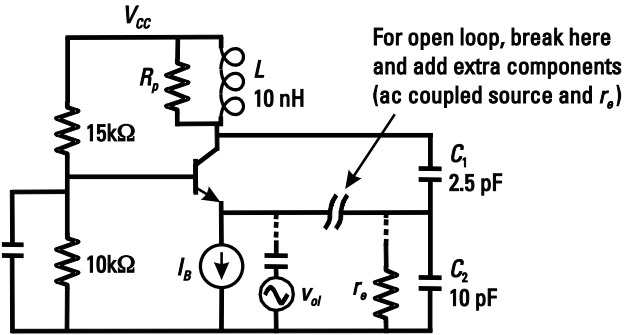 Vcc
For open loop, break here
and add extra components
(ac coupled source and re)
Rp
L
10 nH
15kΩ
C1
2.5 pF
10kΩ
IB
vol
re
C2
10 pF